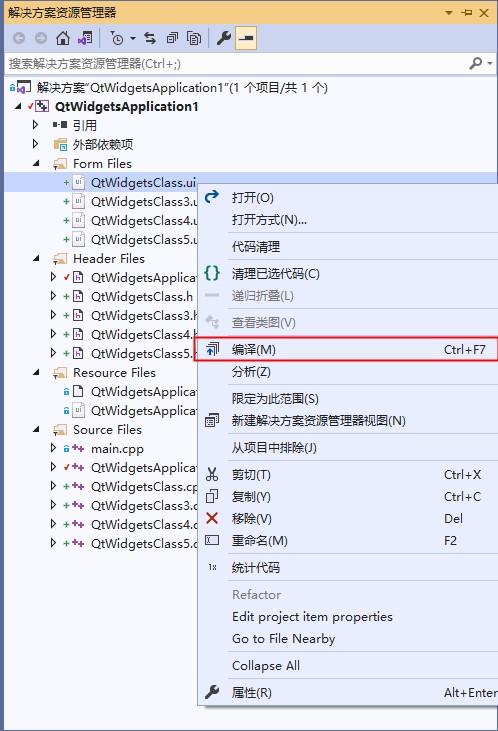 解决方案资源管理器
搜索解决方案资源管理器(Ctrl+;)
解决方案"QtWidgetsApplication1"(1 个项目/共 1 个)
QtWidgetsApplication1
引用
外部依赖项
Form Files
QtWidgetsClass.ui
QtWidgetsClass3.u
QtWidgetsClass4.u
QtWidgetsClass5.u
Header Files
QtWidgetsApplicat
QtWidgetsClass.h
QtWidgetsClass3.h
QtWidgetsClass4.h
QtWidgetsClass5.h
Resource Files
QtWidgetsApplicat
QtWidgetsApplicat
Source Files
main.cpp
QtWidgetsApplicat
QtWidgetsClass.cp
QtWidgetsClass3.c
QtWidgetsClass4.c
QtWidgetsClass5.c
打开(O)
打开方式(N)...
代码清理
清理已选代码(C)
递归折叠(L)
查看类图(V)
编译(M) Ctrl+F7
分析(Z)
限定为此范围(S)
新建解决方案资源管理器视图(N)
从项目中排除(J)
剪切(T) Ctrl+X
复制(Y) Ctrl+C
移除(V) Del
重命名(M) F2
统计代码
Refactor
Edit project item properties
Go to File Nearby
Collapse All
属性(R) Alt+Enter